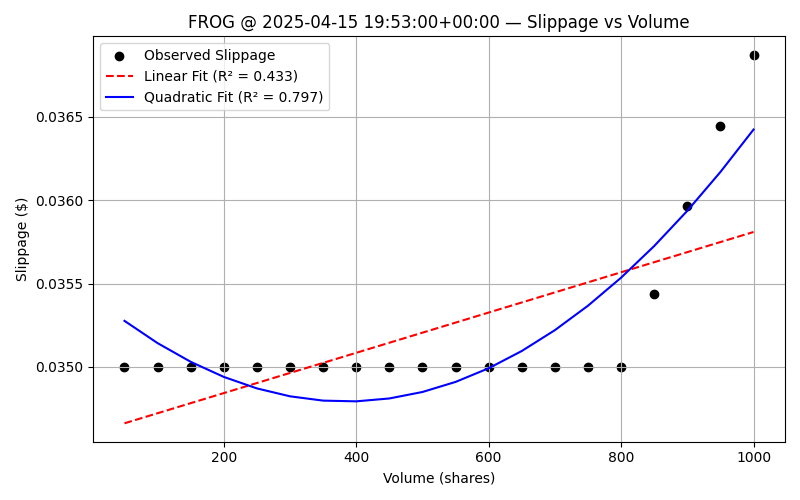 FROG @ 2025-04-15 19:53:00+00:00 — Slippage vs Volume
Observed Slippage
Linear Fit (R² = 0.433)
Quadratic Fit (R² = 0.797)
0.0365
0.0360
0.0355
0.0350
Slippage ($)
200
400
600
800
1000
Volume (shares)